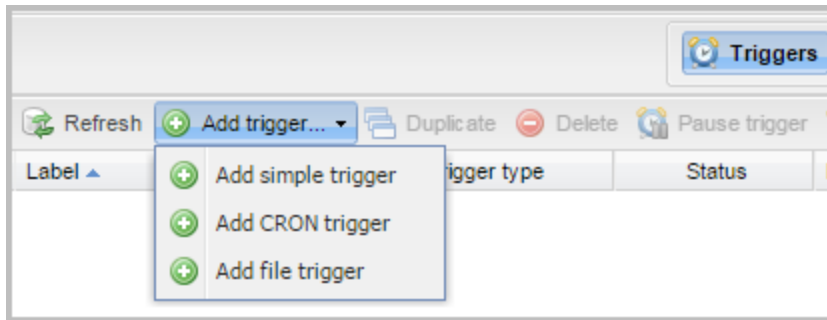 Triggers
Refresh Add trigger... Duplicate Delete Pause trigger
Label Trigger type Status
Add simple trigger
Add CRON trigger
Add file trigger